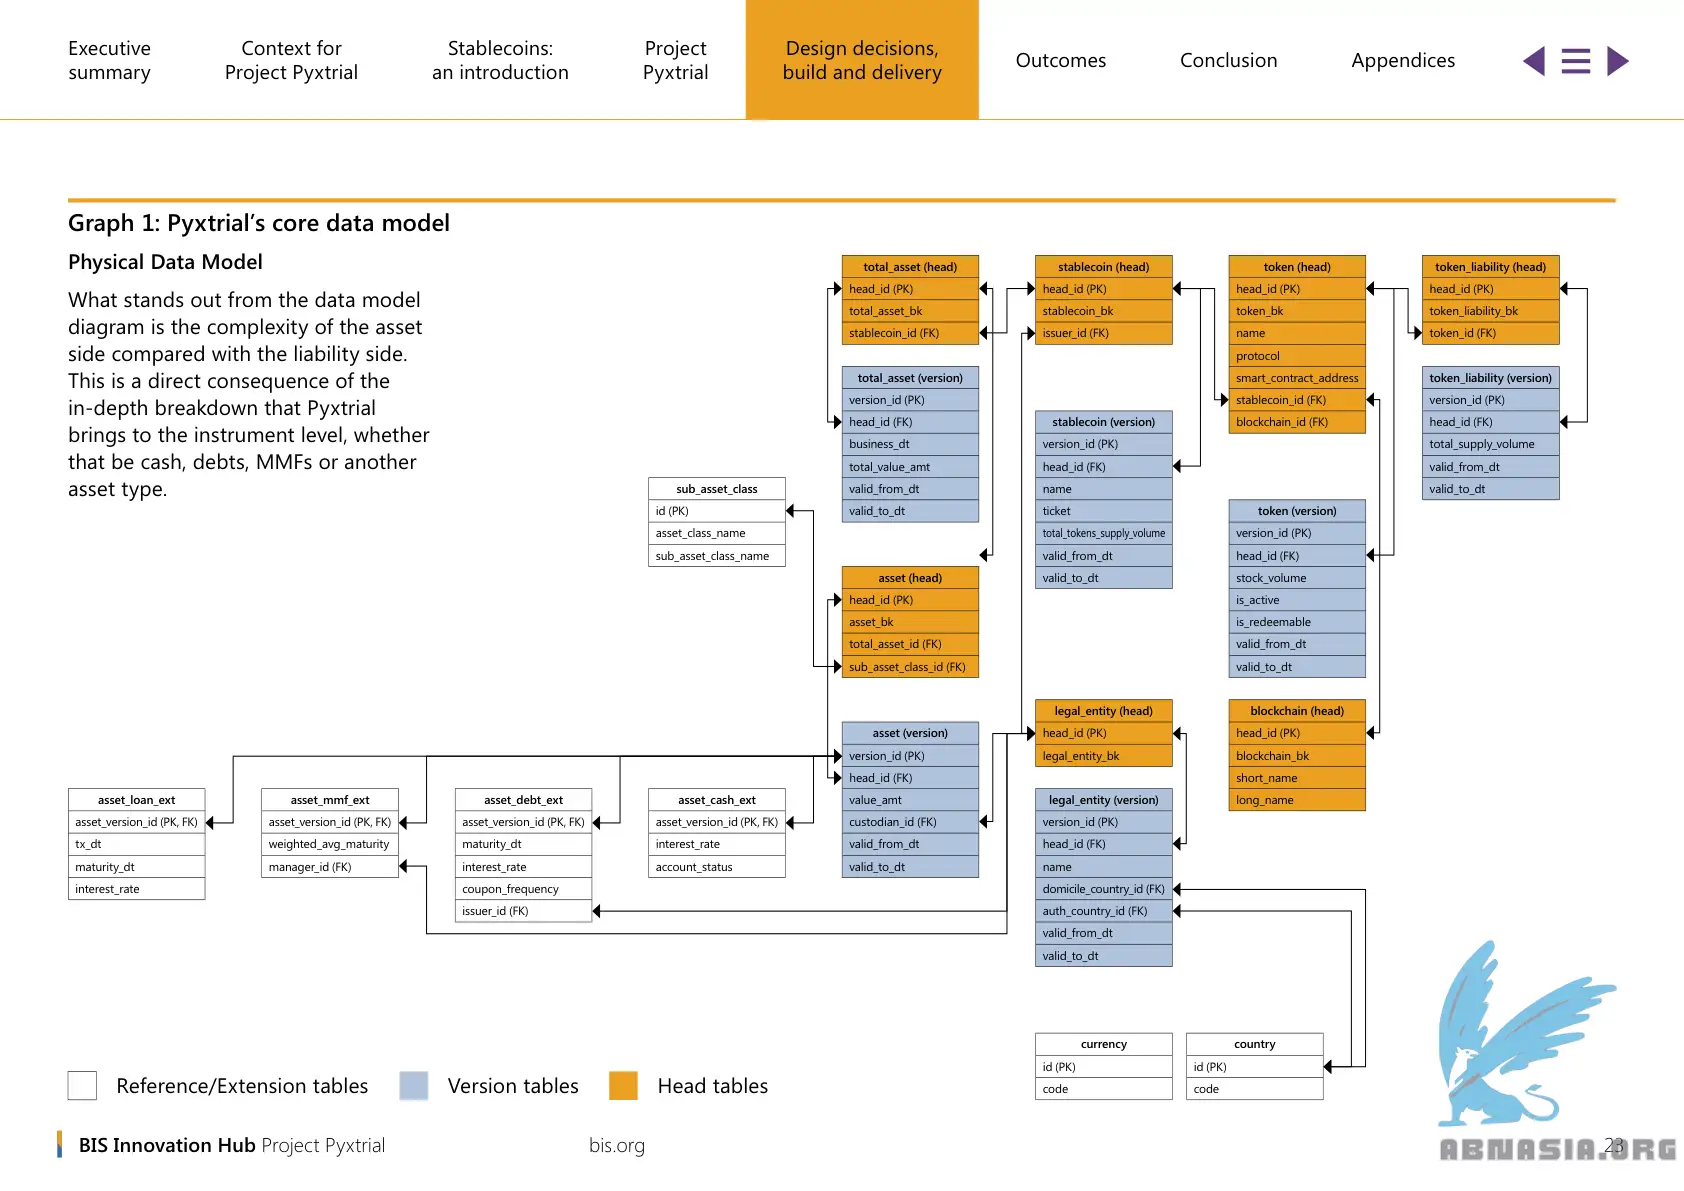 Executive
summary
Context for
Project Pyxtrial
Stablecoins:
an introduction
Project
Pyxtrial
Design decisions,
build and delivery
Outcomes
Conclusion
Appendices
Graph 1: Pyxtrial’s core data model
Physical Data Model
What stands out from the data model
diagram is the complexity of the asset
side compared with the liability side.
This is a direct consequence of the
in-depth breakdown that Pyxtrial
brings to the instrument level, whether
that be cash, debts, MMFs or another
asset type.
total_asset (head)
head_id (PK)
total_asset_bk
stablecoin_id (FK)
stablecoin (head)
head_id (PK)
stablecoin_bk
issuer_id (FK)
token (head)
head_id (PK)
token_bk
name
protocol
smart_contract_address
stablecoin_id (FK)
blockchain_id (FK)
token_liability (head)
head_id (PK)
token_liability_bk
token_id (FK)
total_asset (version)
version_id (PK)
head_id (FK)
business_dt
total_value_amt
valid_from_dt
valid_to_dt
stablecoin (version)
version_id (PK)
head_id (FK)
name
ticket
total_tokens_supply_volume
valid_from_dt
valid_to_dt
token_liability (version)
version_id (PK)
head_id (FK)
total_supply_volume
valid_from_dt
valid_to_dt
sub_asset_class
id (PK)
asset_class_name
sub_asset_class_name
token (version)
version_id (PK)
head_id (FK)
stock_volume
is_active
is_redeemable
valid_from_dt
valid_to_dt
asset (head)
head_id (PK)
asset_bk
total_asset_id (FK)
sub_asset_class_id (FK)
legal_entity (head)
head_id (PK)
legal_entity_bk
blockchain (head)
head_id (PK)
blockchain_bk
short_name
long_name
asset (version)
version_id (PK)
head_id (FK)
value_amt
custodian_id (FK)
valid_from_dt
valid_to_dt
asset_loan_ext
asset_version_id (PK, FK)
tx_dt
maturity_dt
interest_rate
asset_mmf_ext
asset_version_id (PK, FK)
weighted_avg_maturity
manager_id (FK)
asset_debt_ext
asset_version_id (PK, FK)
maturity_dt
interest_rate
coupon_frequency
issuer_id (FK)
asset_cash_ext
asset_version_id (PK, FK)
interest_rate
account_status
legal_entity (version)
version_id (PK)
head_id (FK)
name
domicile_country_id (FK)
auth_country_id (FK)
valid_from_dt
valid_to_dt
currency
id (PK)
code
country
id (PK)
code
Reference/Extension tables
Version tables
Head tables
BIS Innovation Hub Project Pyxtrial
bis.org
23
ABNASIA.ORG